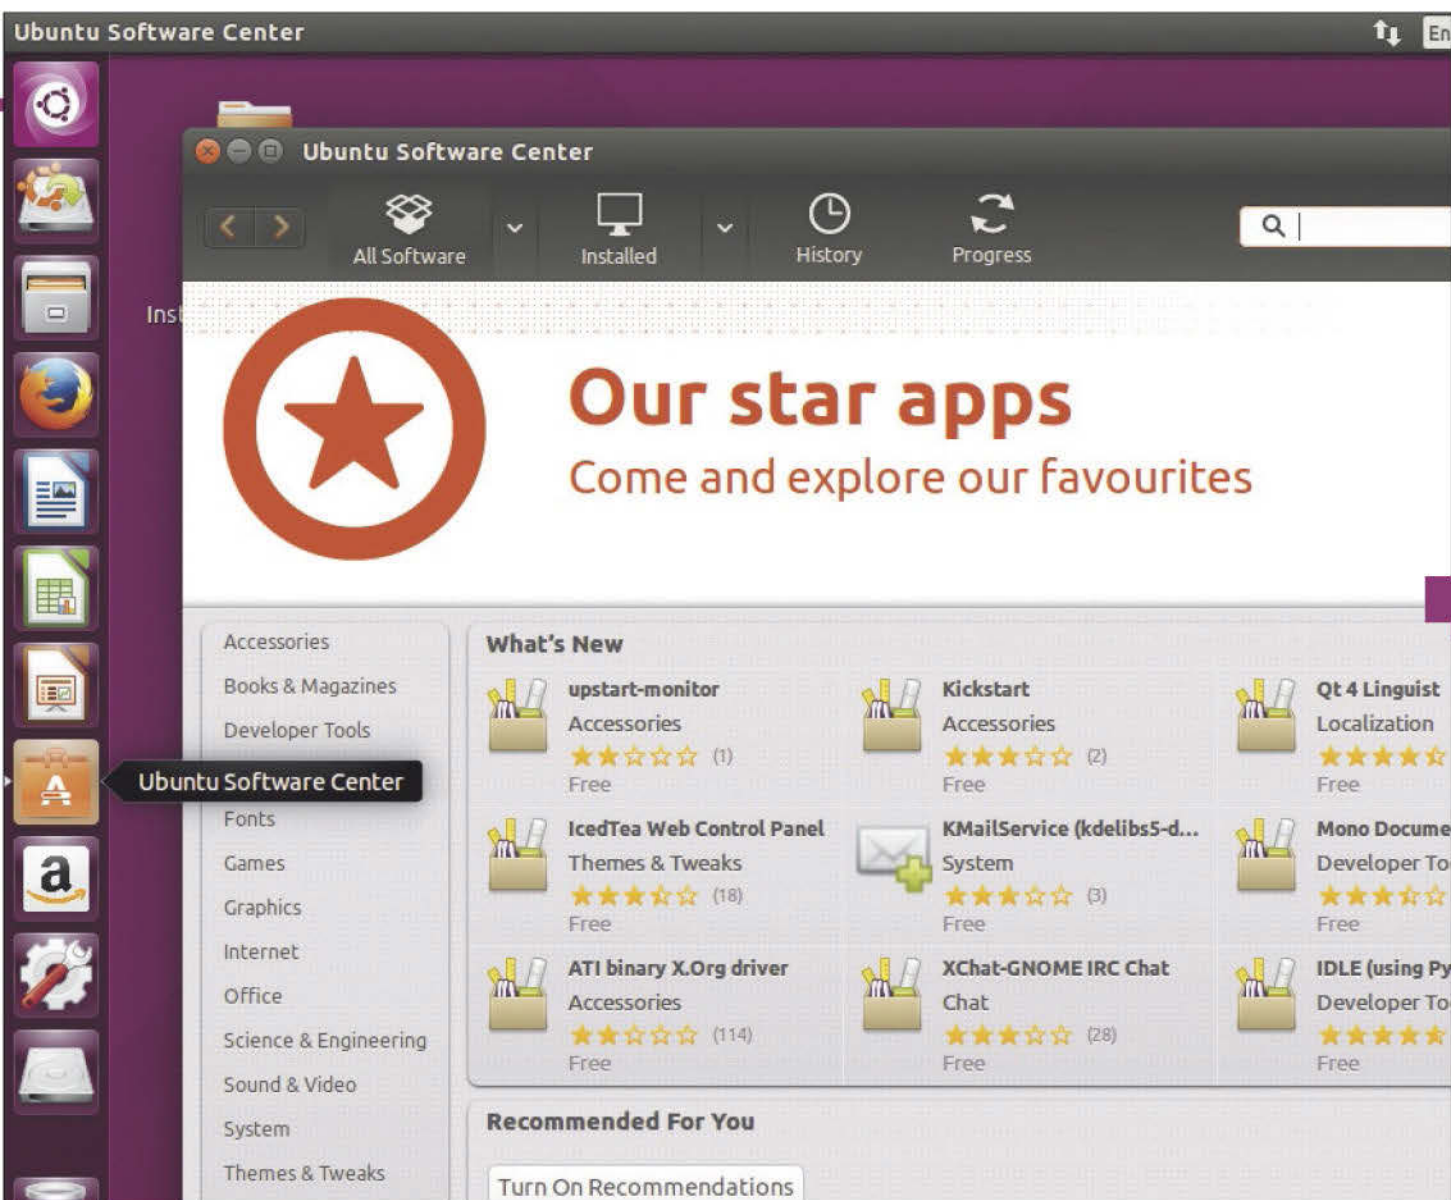 Ubuntu Software Center
En
Ubuntu Software Center
All Software
Installed
History
Progress
Inst
Our star apps
Come and explore our favourites
Accessories
Books & Magazines
Developer Tools
Ubuntu Software Center
Fonts
Games
Graphics
Internet
Office
Science & Engineering
Sound & Video
System
Themes & Tweaks
What's New
upstart-monitor
Accessories
(1)
Free
Kickstart
Accessories
(2)
Free
Qt 4 Linguist
Localization
Free
IcedTea Web Control Panel
Themes & Tweaks
(18)
Free
KMailService (kdelibs5-d...
System
(3)
Free
Mono Docume
Developer To
Free
ATI binary X.Org driver
Accessories
(114)
Free
XChat-GNOME IRC Chat
Chat
(28)
Free
IDLE (using Py
Developer To
Free
Recommended For You
Turn On Recommendations